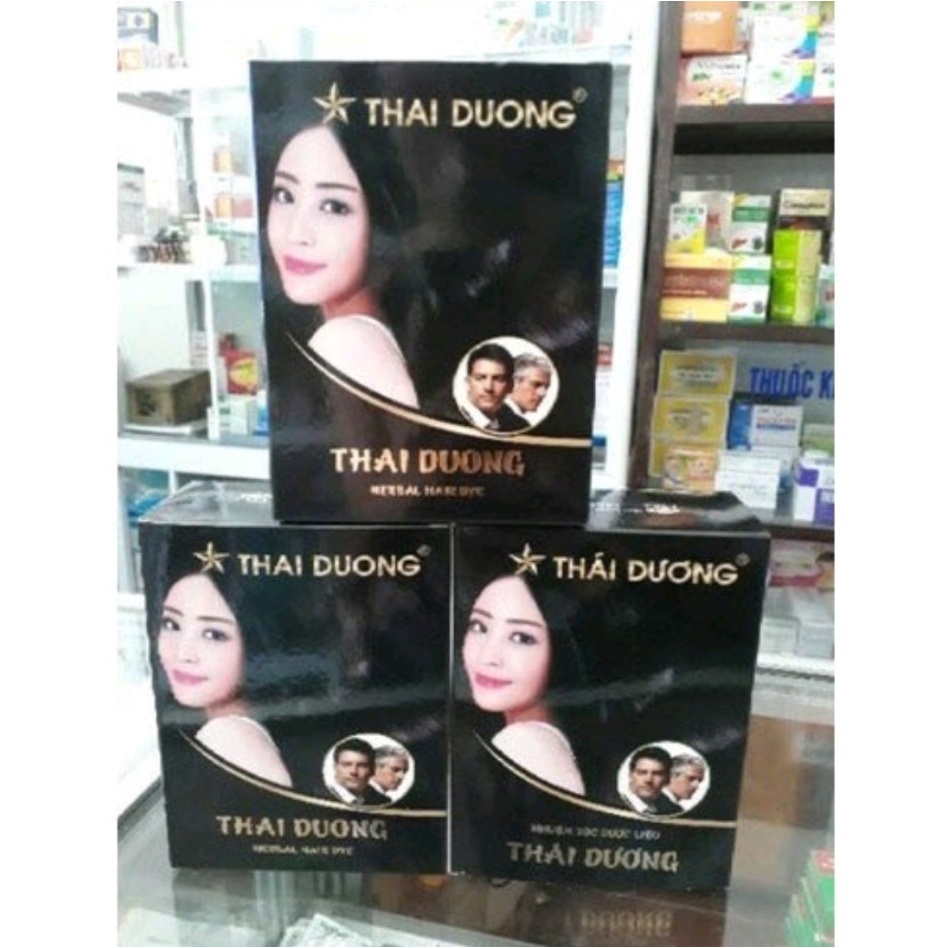 THAI DUONG®
THAI DUONG
HERBAL HAIR DYE
THUỐC K
THAI DUONG®
THAI DUONG
HERBAL HAIR DYE
THÁI DƯƠNG®
NHUỘM TÓC DƯỢC LIỆU
THÁI DƯƠNG